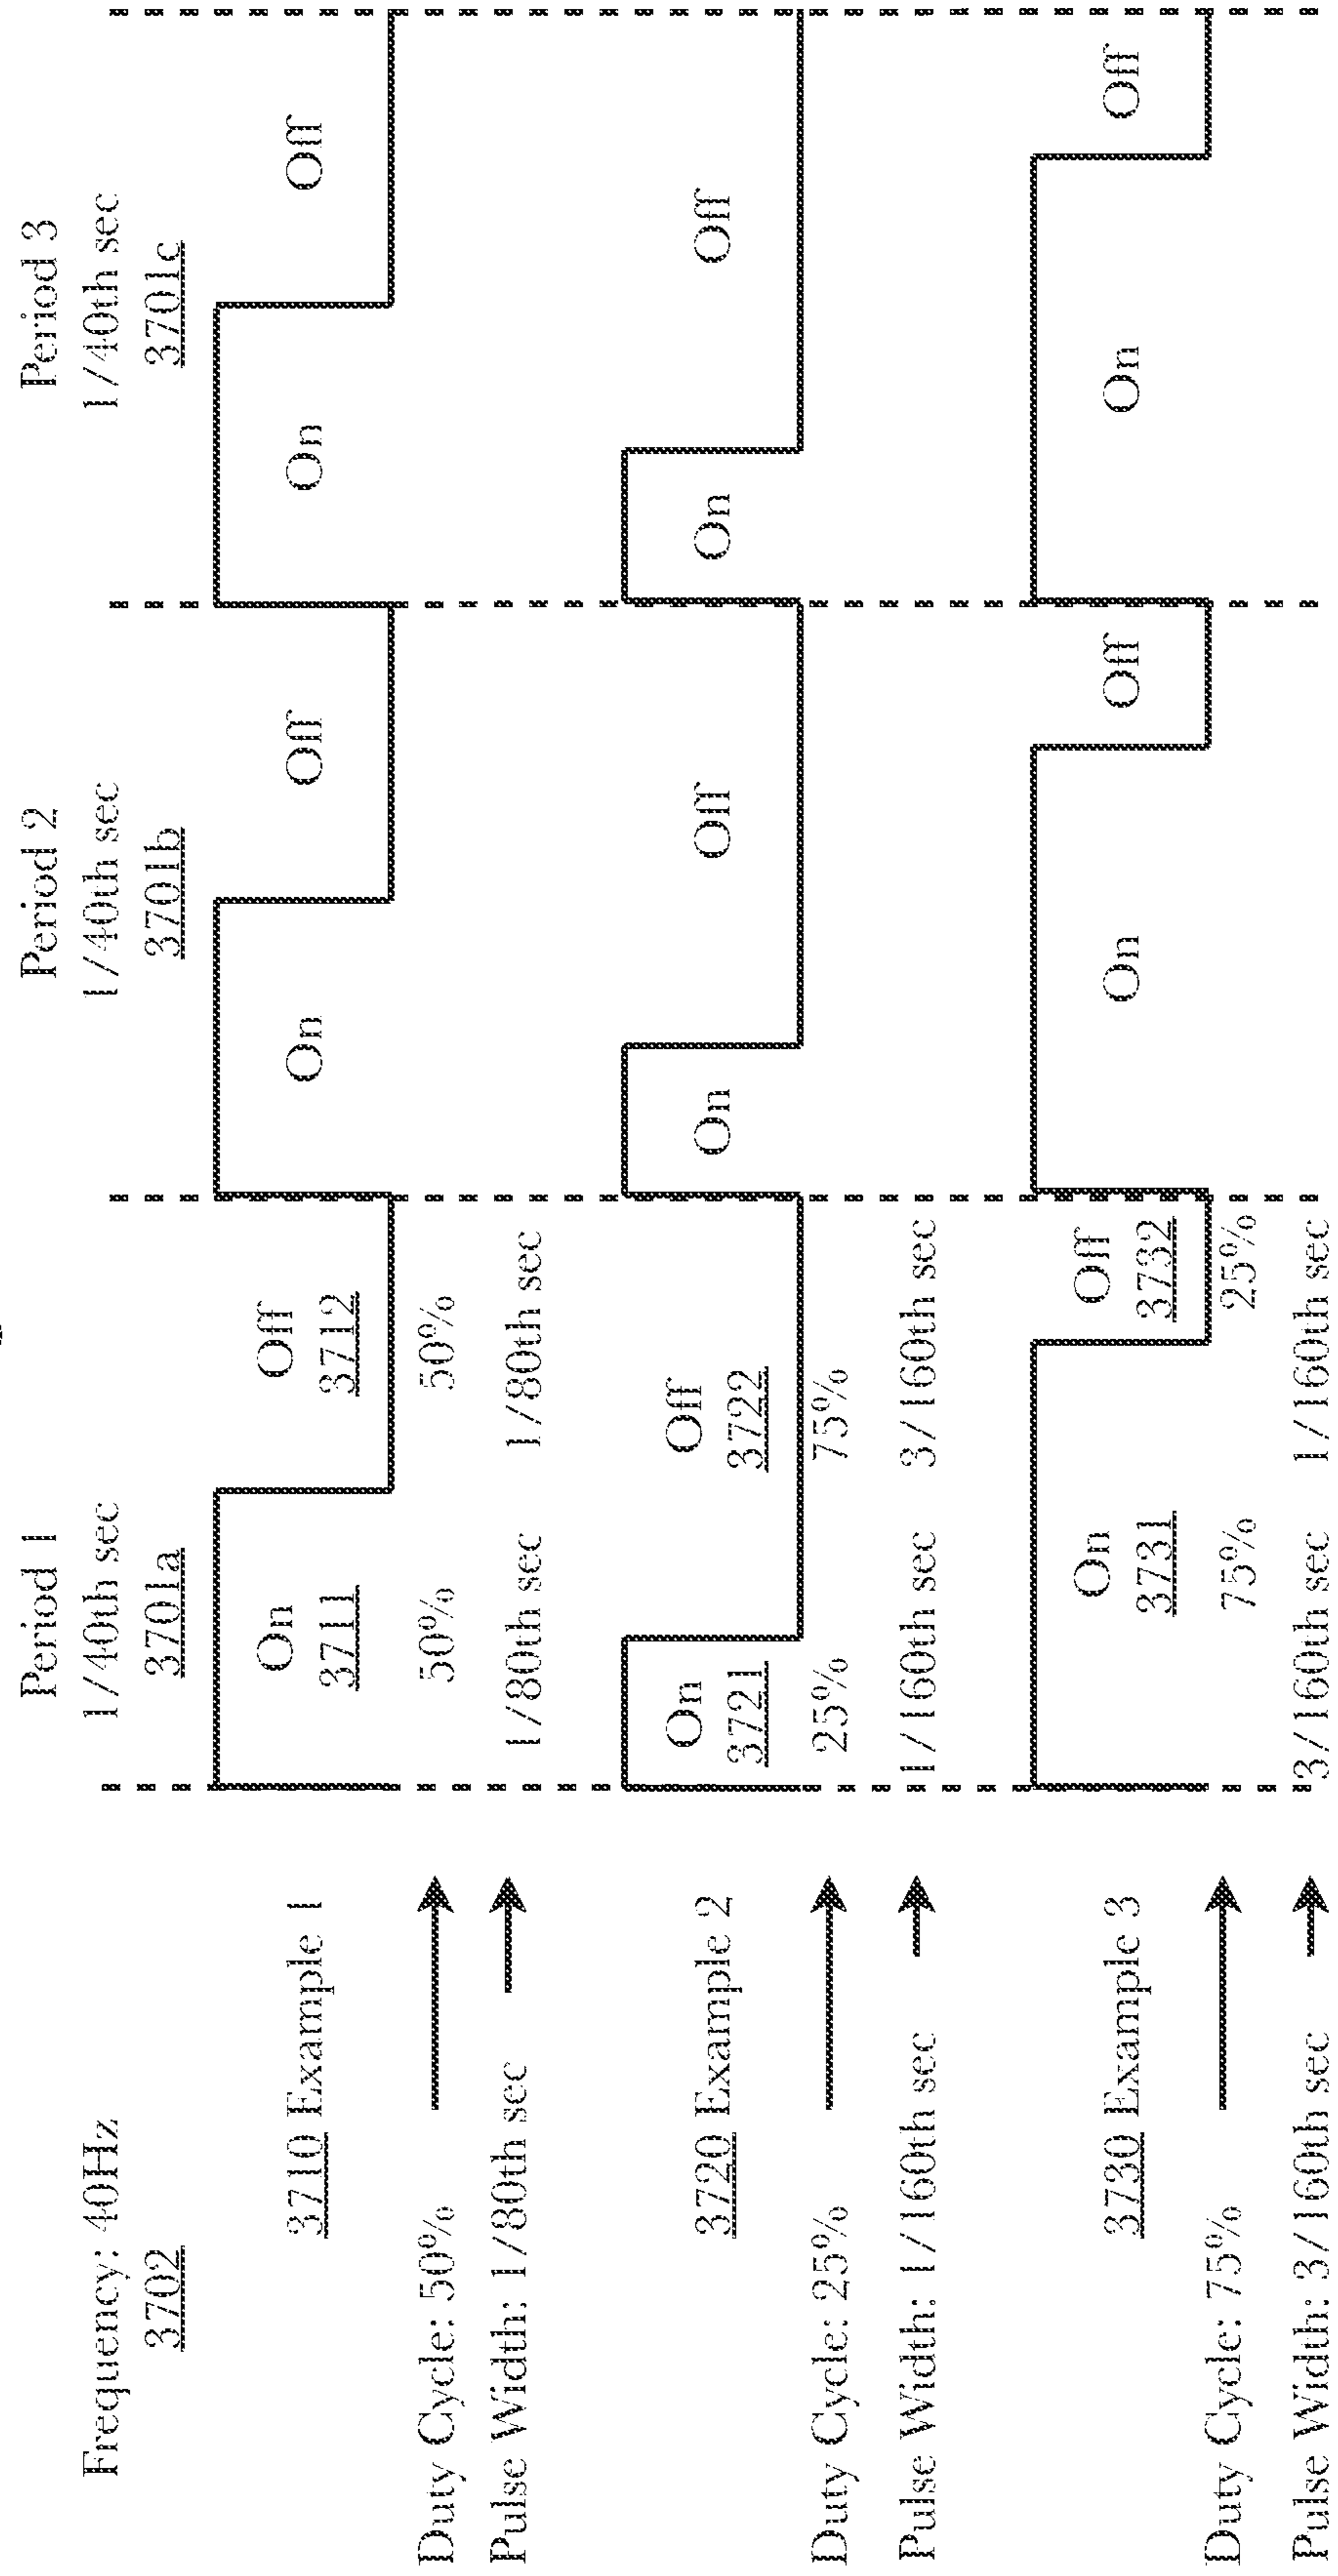 Period 1
Period 2
Period 3
Frequency: 40Hz
1/40th sec
1/40th sec
1/40th sec
3702
3701a
3701b
3701c
3710 Example 1
On
3711
Off
3712
On
Off
On
Off
Duty Cycle: 50%
50%
50%
Pulse Width: 1/80th sec
1/80th sec
1/80th sec
3720 Example 2
On
3721
Off
3722
On
Off
On
Off
Duty Cycle: 25%
25%
75%
Pulse Width: 1/160th sec
1/160th sec
3/160th sec
3730 Example 3
On
3731
Off
3732
On
Off
On
Off
Duty Cycle: 75%
75%
25%
Pulse Width: 3/160th sec
3/160th sec
1/160th sec